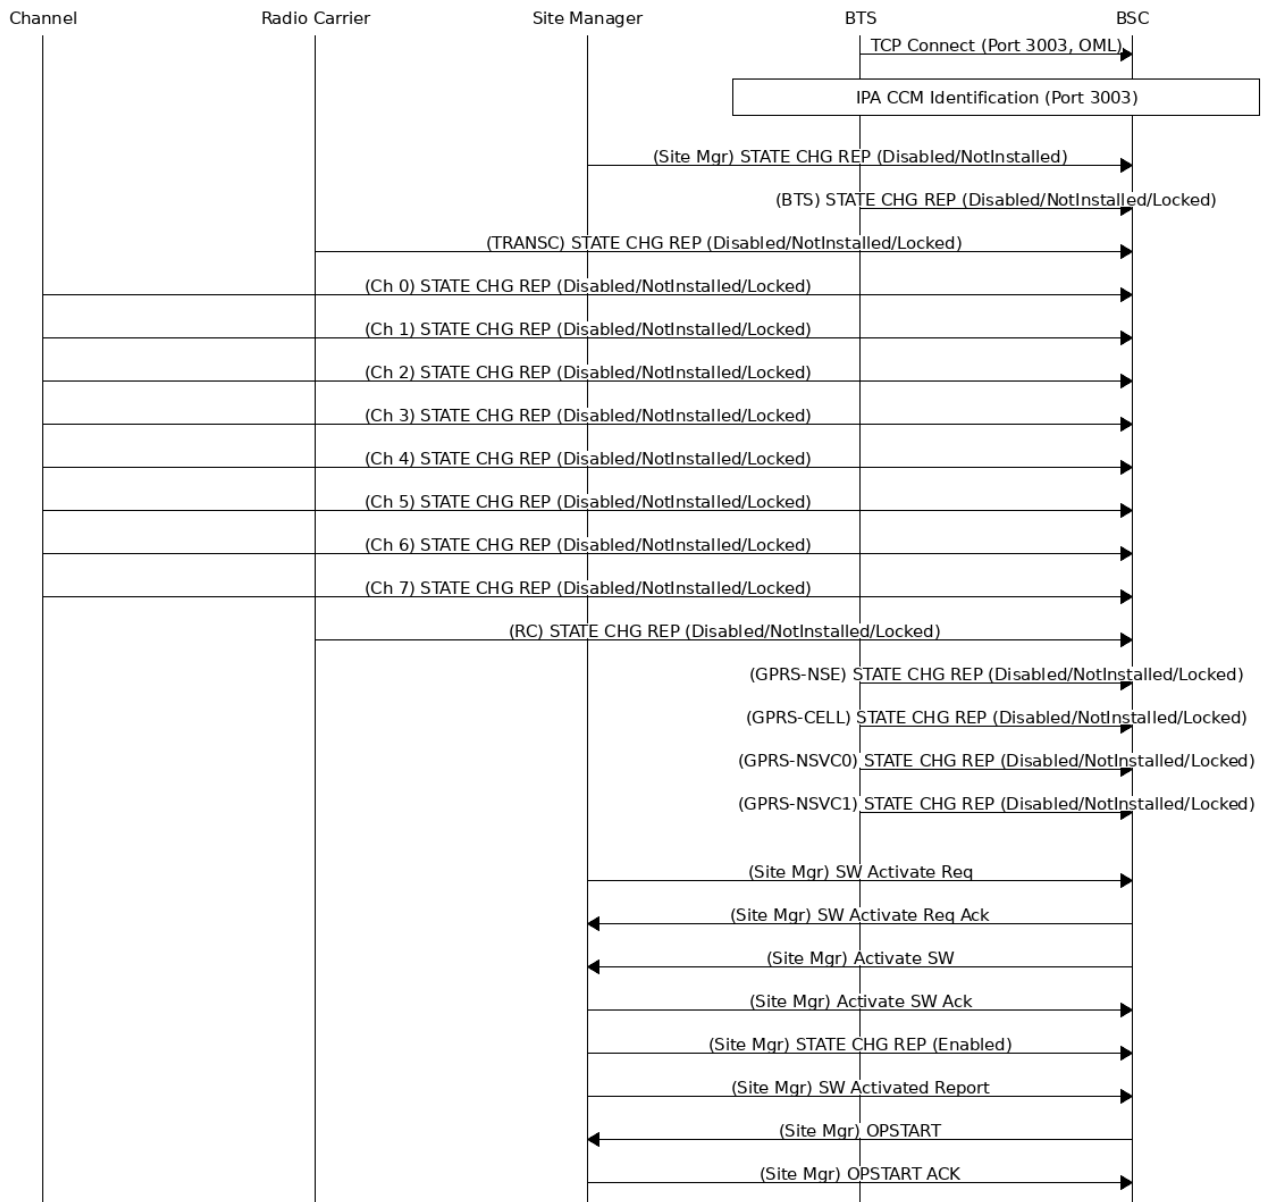 Channel Radio Carrier Site Manager BTS BSC
TCP Connect (Port 3003, OML)
IPA CCM Identification (Port 3003)
(Site Mgr) STATE CHG REP (Disabled/NotInstalled)
(BTS) STATE CHG REP (Disabled/NotInstalled/Locked)
(TRANSC) STATE CHG REP (Disabled/NotInstalled/Locked)
(Ch 0) STATE CHG REP (Disabled/NotInstalled/Locked)
(Ch 1) STATE CHG REP (Disabled/NotInstalled/Locked)
(Ch 2) STATE CHG REP (Disabled/NotInstalled/Locked)
(Ch 3) STATE CHG REP (Disabled/NotInstalled/Locked)
(Ch 4) STATE CHG REP (Disabled/NotInstalled/Locked)
(Ch 5) STATE CHG REP (Disabled/NotInstalled/Locked)
(Ch 6) STATE CHG REP (Disabled/NotInstalled/Locked)
(Ch 7) STATE CHG REP (Disabled/NotInstalled/Locked)
(RC) STATE CHG REP (Disabled/NotInstalled/Locked)
(GPRS-NSE) STATE CHG REP (Disabled/NotInstalled/Locked)
(GPRS-CELL) STATE CHG REP (Disabled/NotInstalled/Locked)
(GPRS-NSVC0) STATE CHG REP (Disabled/NotInstalled/Locked)
(GPRS-NSVC1) STATE CHG REP (Disabled/NotInstalled/Locked)
(Site Mgr) SW Activate Req
(Site Mgr) SW Activate Req Ack
(Site Mgr) Activate SW
(Site Mgr) Activate SW Ack
(Site Mgr) STATE CHG REP (Enabled)
(Site Mgr) SW Activated Report
(Site Mgr) OPSTART
(Site Mgr) OPSTART ACK